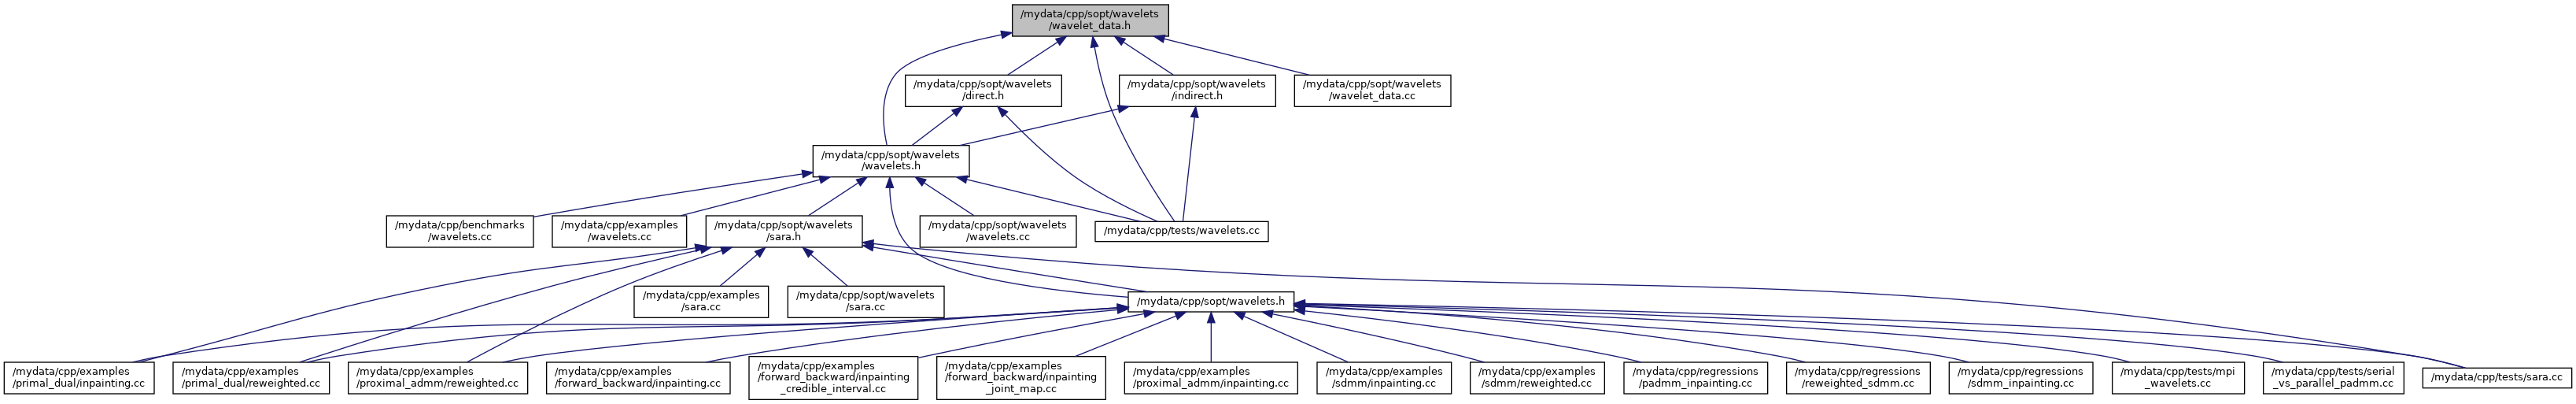 /mydata/cpp/sopt/wavelets
/wavelet_data.h
/mydata/cpp/sopt/wavelets
/direct.h
/mydata/cpp/sopt/wavelets
/indirect.h
/mydata/cpp/sopt/wavelets
/wavelet_data.cc
/mydata/cpp/sopt/wavelets
/wavelets.h
/mydata/cpp/benchmarks
/wavelets.cc
/mydata/cpp/examples
/wavelets.cc
/mydata/cpp/sopt/wavelets
/sara.h
/mydata/cpp/sopt/wavelets
/wavelets.cc
/mydata/cpp/tests/wavelets.cc
/mydata/cpp/examples
/sara.cc
/mydata/cpp/sopt/wavelets
/sara.cc
/mydata/cpp/sopt/wavelets.h
/mydata/cpp/examples
/primal_dual/inpainting.cc
/mydata/cpp/examples
/primal_dual/reweighted.cc
/mydata/cpp/examples
/proximal_admm/reweighted.cc
/mydata/cpp/examples
/forward_backward/inpainting.cc
/mydata/cpp/examples
/forward_backward/inpainting
_credible_interval.cc
/mydata/cpp/examples
/forward_backward/inpainting
_joint_map.cc
/mydata/cpp/examples
/proximal_admm/inpainting.cc
/mydata/cpp/examples
/sdmm/inpainting.cc
/mydata/cpp/examples
/sdmm/reweighted.cc
/mydata/cpp/regressions
/padmm_inpainting.cc
/mydata/cpp/regressions
/reweighted_sdmm.cc
/mydata/cpp/regressions
/sdmm_inpainting.cc
/mydata/cpp/tests/mpi
_wavelets.cc
/mydata/cpp/tests/serial
_vs_parallel_padmm.cc
/mydata/cpp/tests/sara.cc